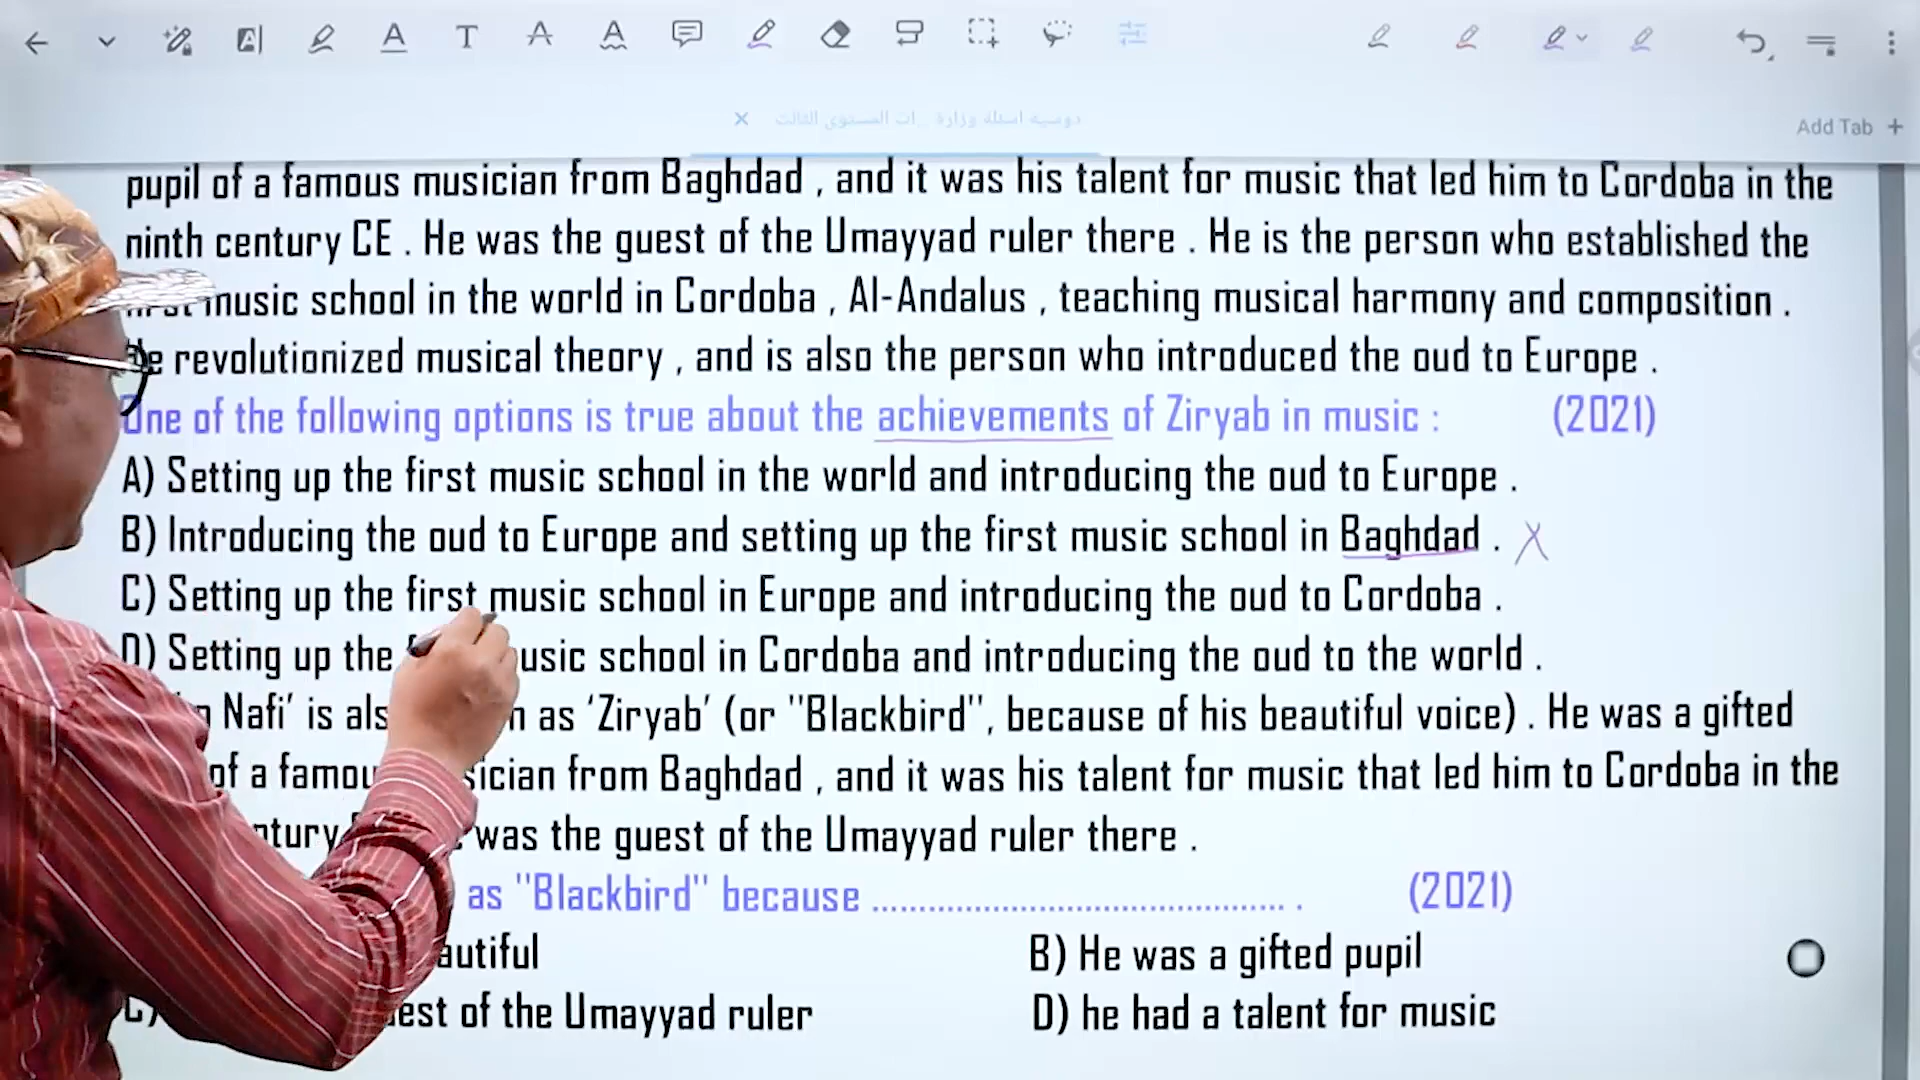 دوسيه اسئلة وزارة ...ات المستوى الثالث
Add Tab +
pupil of a famous musician from Baghdad , and it was his talent for music that led him to Cordoba in the
ninth century CE . He was the guest of the Umayyad ruler there . He is the person who established the
music school in the world in Cordoba , Al-Andalus , teaching musical harmony and composition .
revolutionized musical theory , and is also the person who introduced the oud to Europe .
One of the following options is true about the achievements of Ziryab in music : (2021)
A) Setting up the first music school in the world and introducing the oud to Europe .
B) Introducing the oud to Europe and setting up the first music school in Baghdad . X
C) Setting up the first music school in Europe and introducing the oud to Cordoba .
D) Setting up the music school in Cordoba and introducing the oud to the world .
Nafi' is as 'Ziryab' (or "Blackbird", because of his beautiful voice) . He was a gifted
of a from Baghdad , and it was his talent for music that led him to Cordoba in the
was the guest of the Umayyad ruler there .
as "Blackbird" because .......................................... . (2021)
B) He was a gifted pupil
C) of the Umayyad ruler
D) he had a talent for music